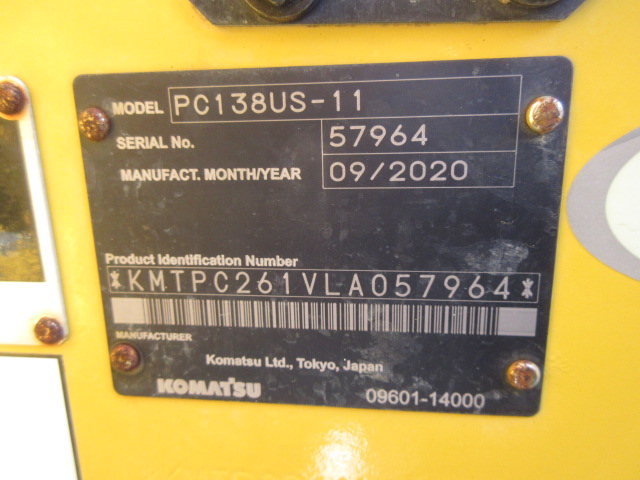 MODEL PC138US-11
SERIAL No. 57964
MANUFACT. MONTH/YEAR 09/2020
Product Identification Number
*KMTPC261VLA057964*
MANUFACTURER
Komatsu Ltd., Tokyo, Japan
KOMATSU 09601-14000